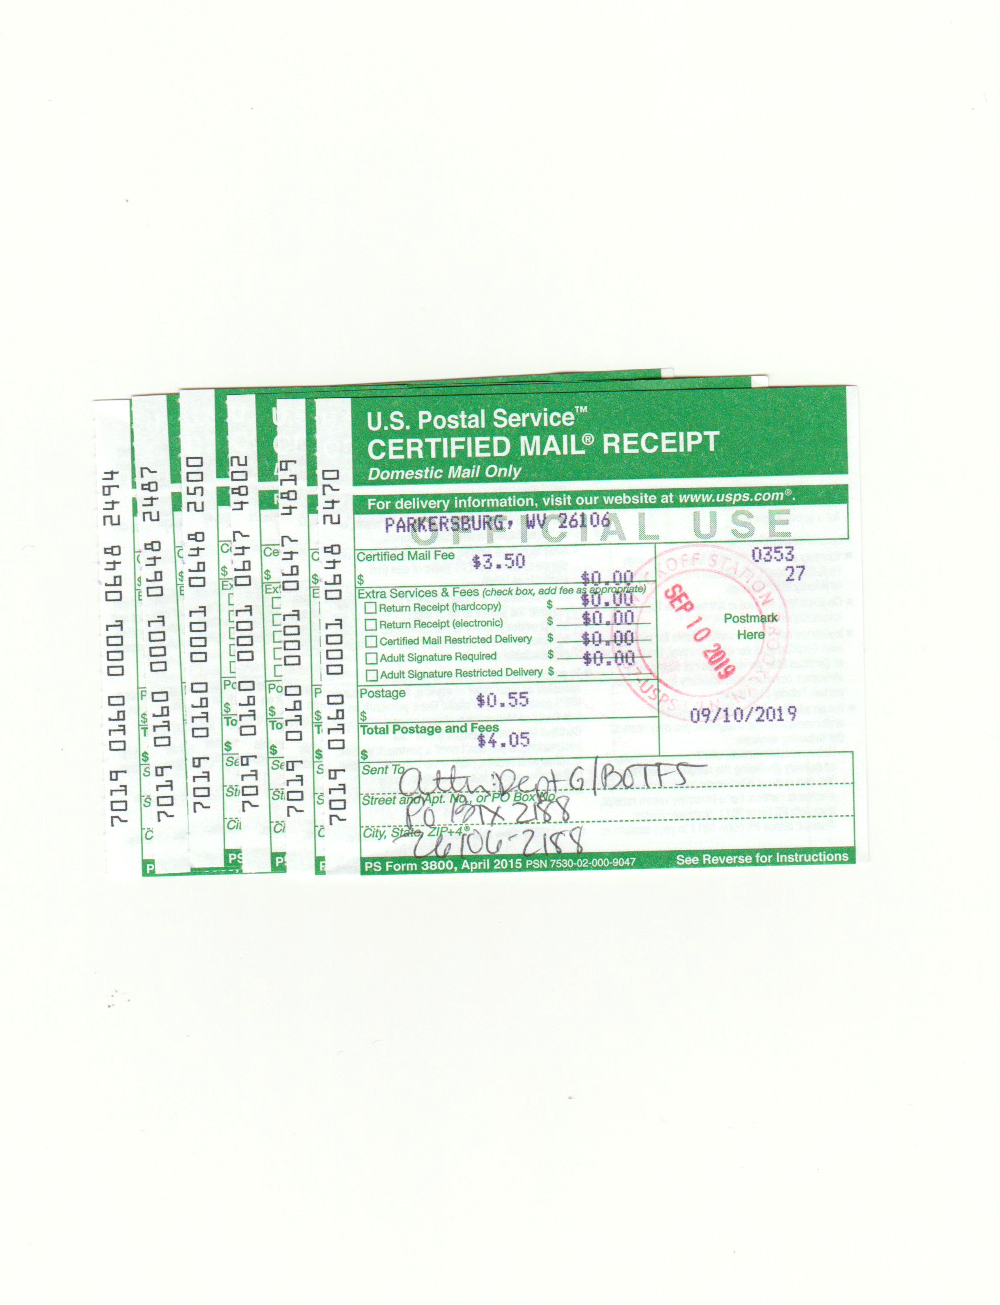 7019 0160 0001 0648 2494
7019 0160 0001 0648 2487
7019 0160 0001 0648 2500
7019 0160 0001 0647 4802
7019 0160 0001 0647 4819
7019 0160 0001 0648 2470
U.S. Postal Service™
CERTIFIED MAIL® RECEIPT
Domestic Mail Only
For delivery information, visit our website at www.usps.com®.
OFFICIAL USE
PARKERSBURG, WV 26106
Certified Mail Fee $3.50
$ $0.00
Extra Services & Fees (check box, add fee as appropriate)
Return Receipt (hardcopy) $ $0.00
Return Receipt (electronic) $ $0.00
Certified Mail Restricted Delivery $ $0.00
Adult Signature Required $ $0.00
Adult Signature Restricted Delivery $
Postage
$ $0.55
Total Postage and Fees
$ $4.05
0353
27
Postmark
Here
STATION
SEP 10 2019
USPS
09/10/2019
Sent To
Attn: Dept G/BOTFS
Street and Apt. No., or PO Box No.
PO Box 2188
City, State, ZIP+4®
26106-2188
PS Form 3800, April 2015 PSN 7530-02-000-9047 See Reverse for Instructions